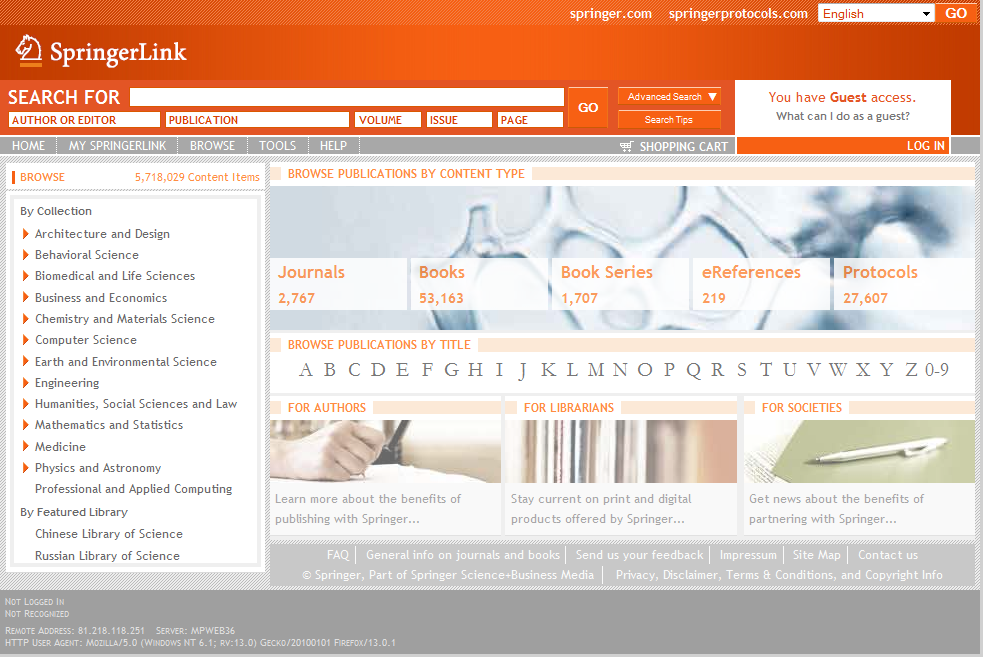 springer.com springerprotocols.com English GO
SpringerLink
SEARCH FOR GO Advanced Search
AUTHOR OR EDITOR PUBLICATION VOLUME ISSUE PAGE Search Tips
You have Guest access.
What can I do as a guest?
HOME MY SPRINGERLINK BROWSE TOOLS HELP SHOPPING CART LOG IN
BROWSE 5,718,029 Content Items
By Collection
Architecture and Design
Behavioral Science
Biomedical and Life Sciences
Business and Economics
Chemistry and Materials Science
Computer Science
Earth and Environmental Science
Engineering
Humanities, Social Sciences and Law
Mathematics and Statistics
Medicine
Physics and Astronomy
Professional and Applied Computing
By Featured Library
Chinese Library of Science
Russian Library of Science
BROWSE PUBLICATIONS BY CONTENT TYPE
Journals Books Book Series eReferences Protocols
2,767 53,163 1,707 219 27,607
BROWSE PUBLICATIONS BY TITLE
A B C D E F G H I J K L M N O P Q R S T U V W X Y Z 0-9
FOR AUTHORS
Learn more about the benefits of
publishing with Springer...
FOR LIBRARIANS
Stay current on print and digital
products offered by Springer...
FOR SOCIETIES
Get news about the benefits of
partnering with Springer...
FAQ General info on journals and books Send us your feedback Impressum Site Map Contact us
© Springer, Part of Springer Science+Business Media Privacy, Disclaimer, Terms & Conditions, and Copyright Info
Not Logged In
Not Recognized
Remote Address: 81.218.118.251 Server: MPWEB36
HTTP User Agent: Mozilla/5.0 (Windows NT 6.1; rv:13.0) Gecko/20100101 Firefox/13.0.1